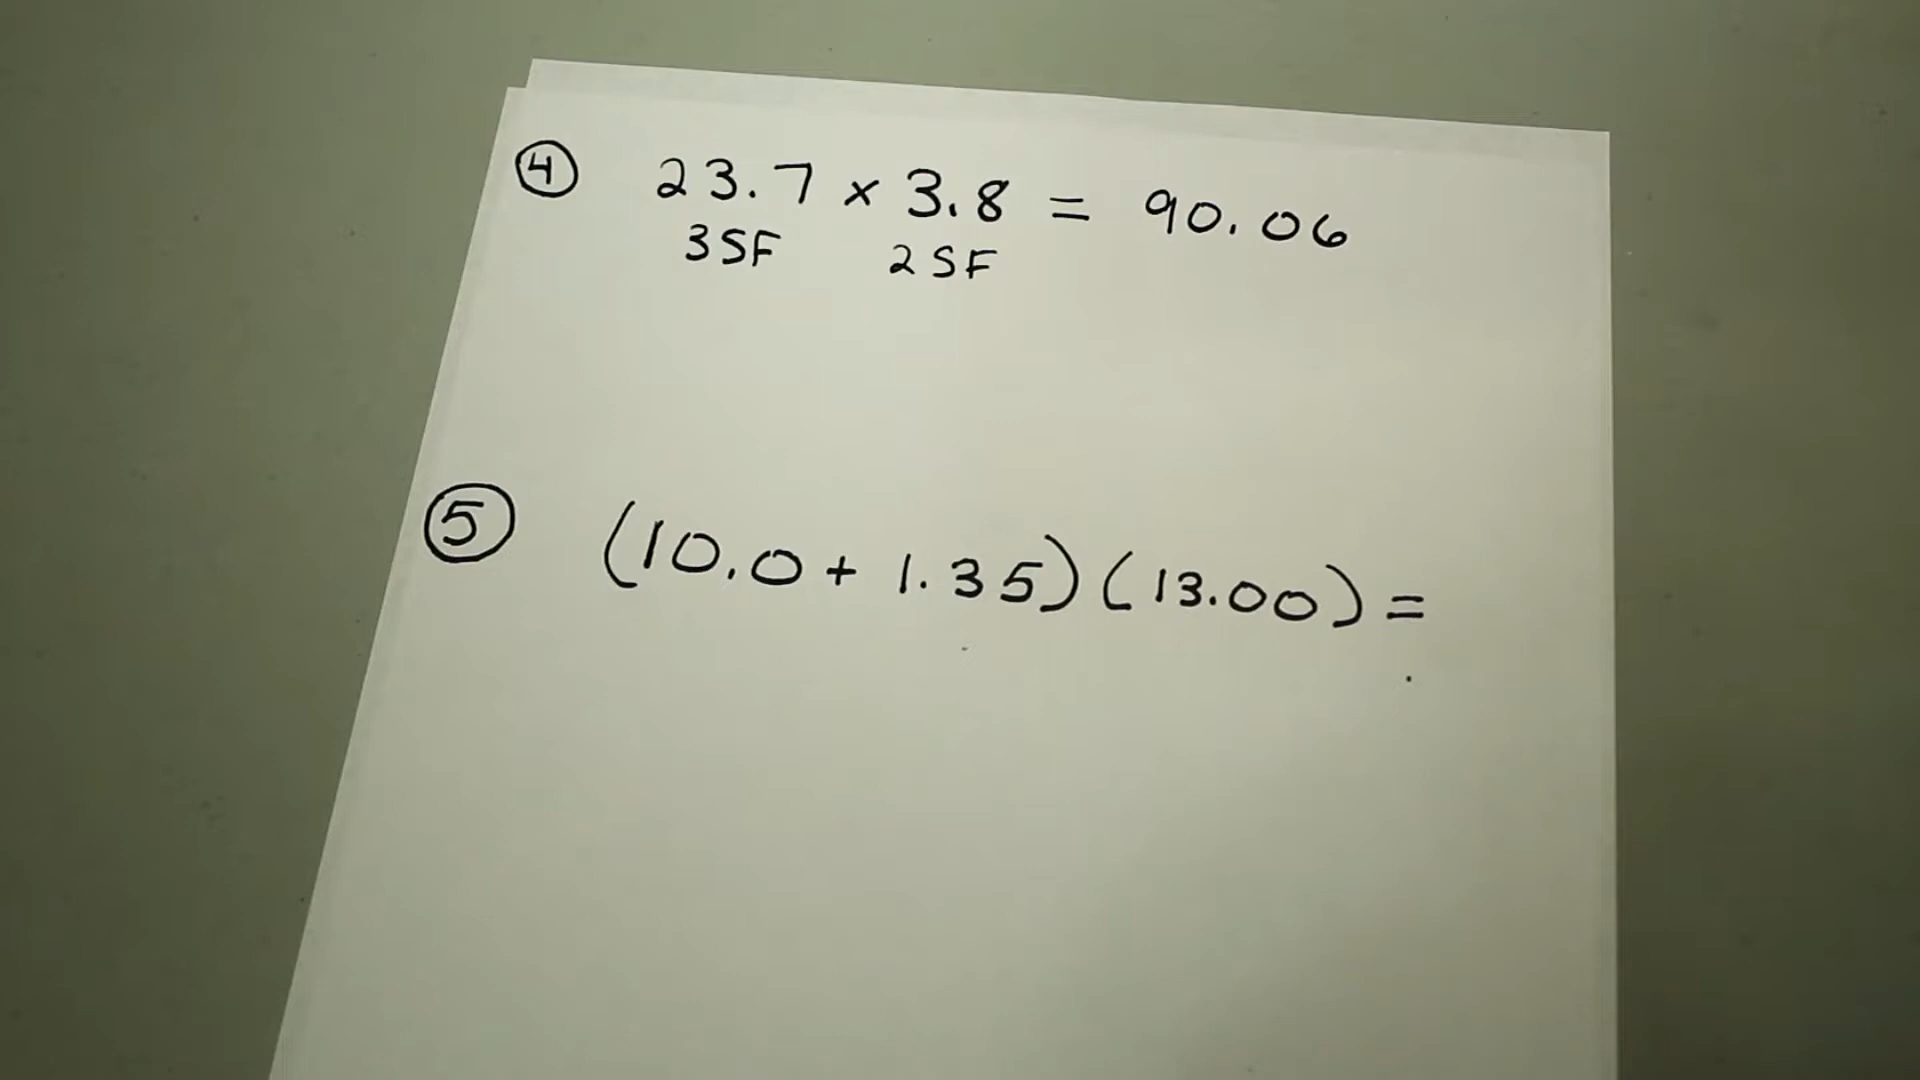 ④ 23.7 × 3.8 = 90.06
3SF 2SF
⑤ (10.0 + 1.35)(13.00) =